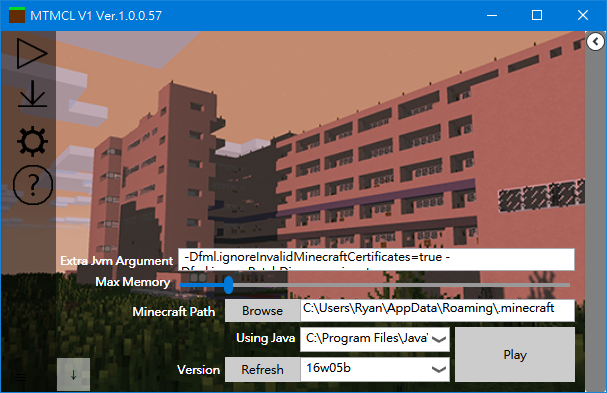 MTMCL V1 Ver.1.0.0.57
?
Extra Jvm Argument
-Dfml.ignoreInvalidMinecraftCertificates=true -
Max Memory
Minecraft Path
Browse
C:\Users\Ryan\AppData\Roaming\.minecraft
Using Java
C:\Program Files\Java\
Play
Version
Refresh
16w05b